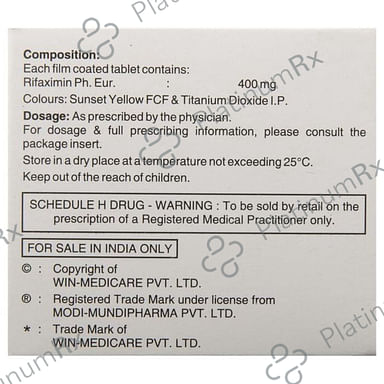 Composition:
Each film coated tablet contains:
Rifaximin Ph. Eur. : 400 mg
Colours: Sunset Yellow FCF & Titanium Dioxide I.P.
Dosage: As prescribed by the physician.
For dosage & full prescribing information, please consult the
package insert.
Store in a dry place at a temperature not exceeding 25°C.
Keep out of the reach of children.
SCHEDULE H DRUG - WARNING : To be sold by retail on the
prescription of a Registered Medical Practitioner only.
FOR SALE IN INDIA ONLY
© : Copyright of
WIN-MEDICARE PVT. LTD.
® : Registered Trade Mark under license from
MODI-MUNDIPHARMA PVT. LTD.
* : Trade Mark of
WIN-MEDICARE PVT. LTD.
PlatinumRx
PlatinumRx
PlatinumRx